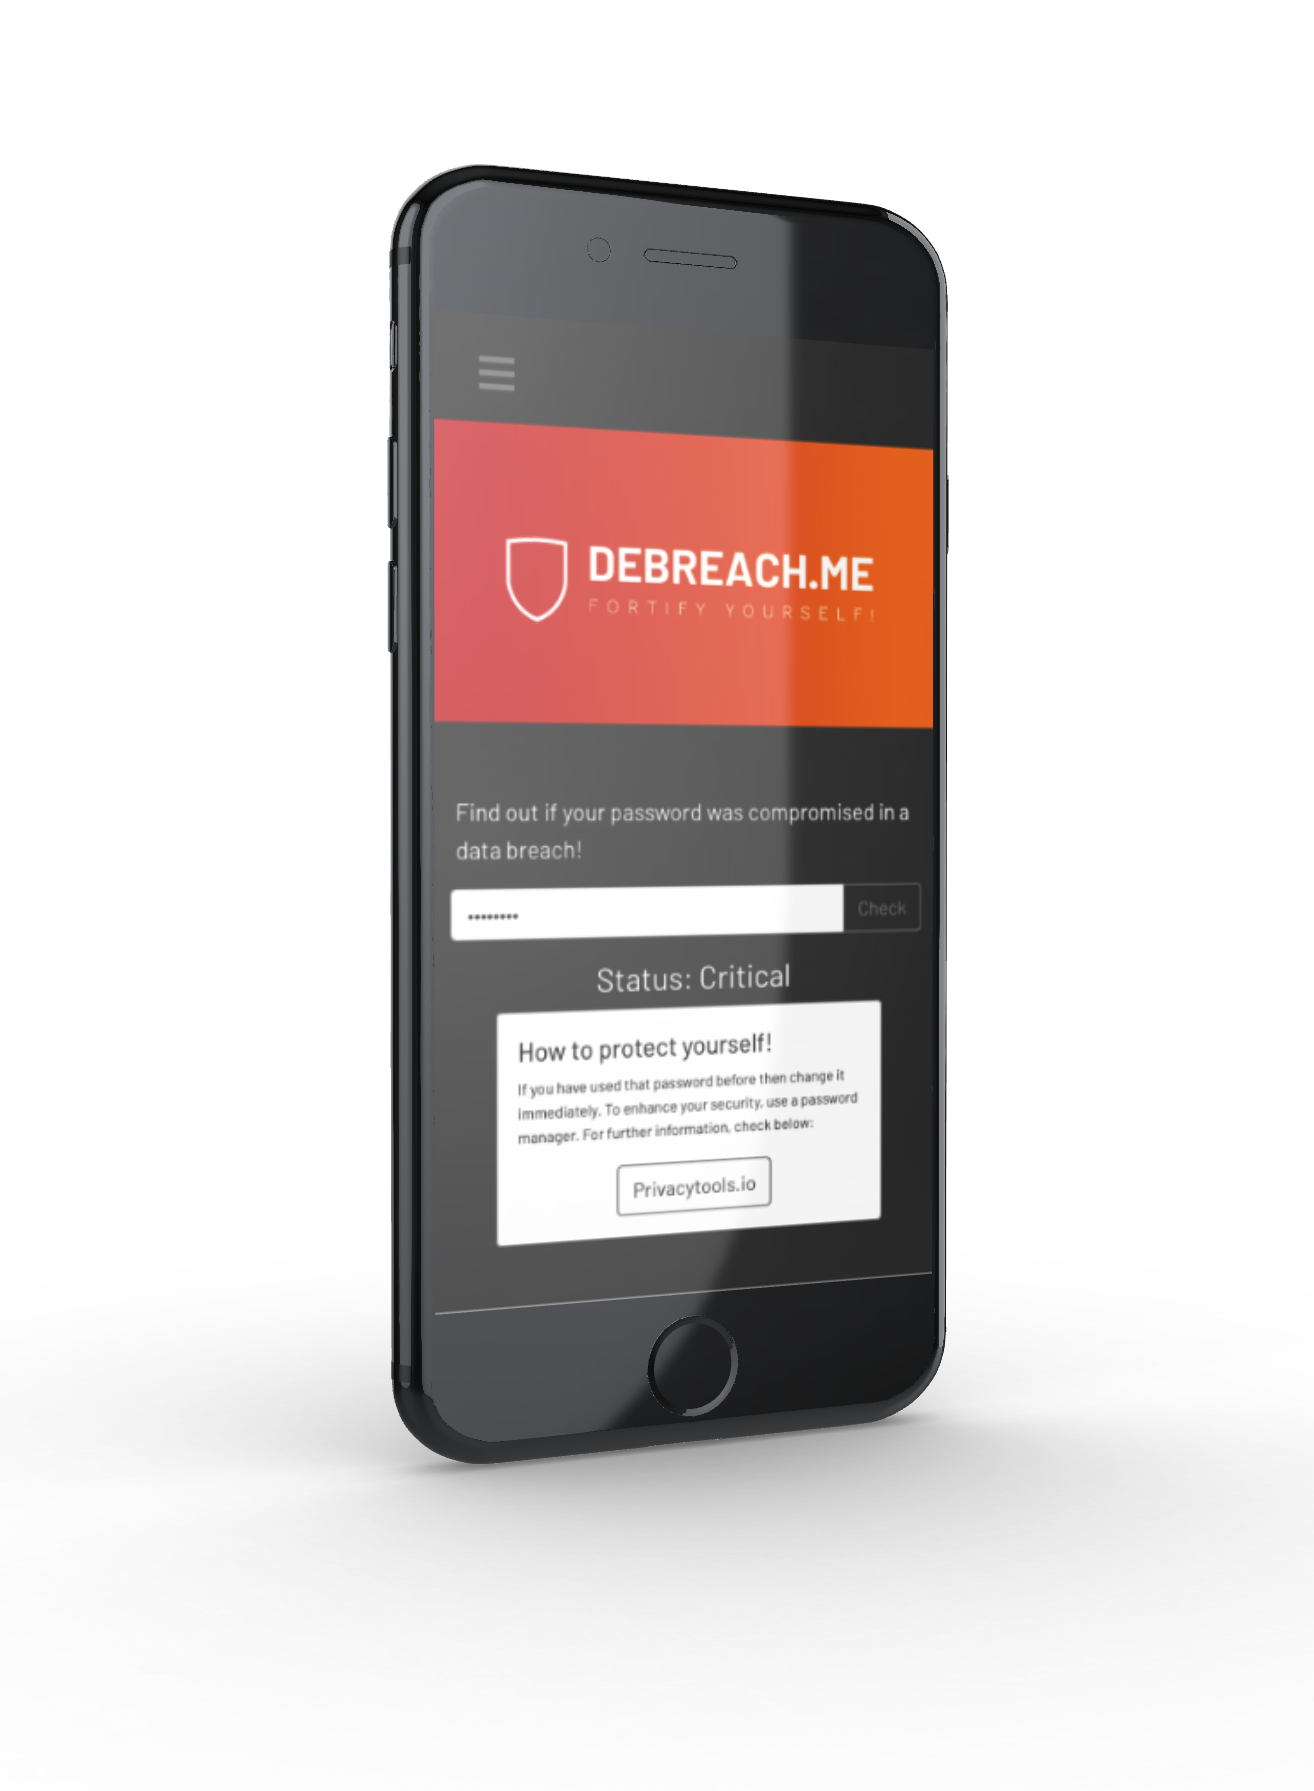 DEBREACH.ME
FORTIFY YOURSELF!
Find out if your password was compromised in a
data breach!
••••••••
Check
Status: Critical
How to protect yourself!
If you have used that password before then change it
immediately. To enhance your security, use a password
manager. For further information, check below:
Privacytools.io